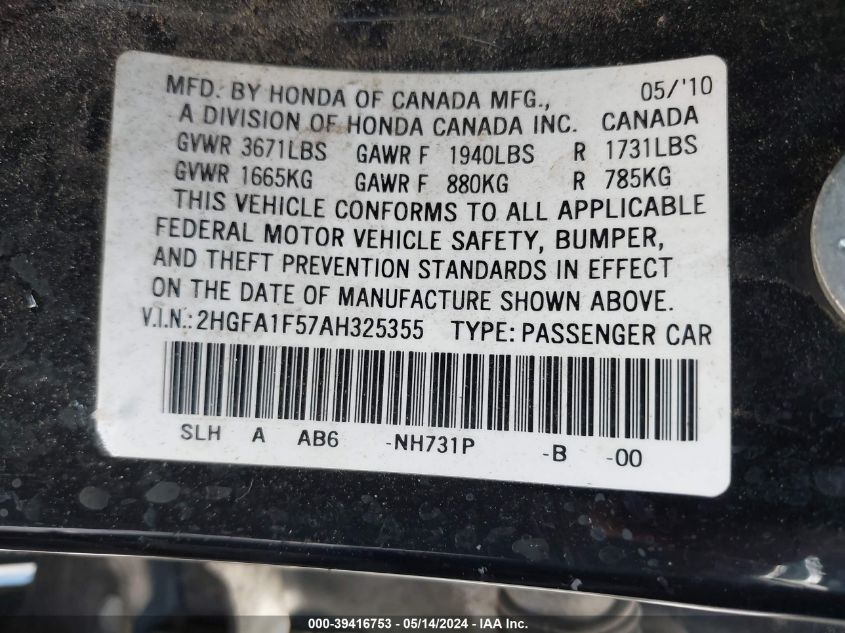 MFD. BY HONDA OF CANADA MFG., 05/'10
A DIVISION OF HONDA CANADA INC. CANADA
GVWR 3671LBS GAWR F 1940LBS R 1731LBS
GVWR 1665KG GAWR F 880KG R 785KG
THIS VEHICLE CONFORMS TO ALL APPLICABLE
FEDERAL MOTOR VEHICLE SAFETY, BUMPER,
AND THEFT PREVENTION STANDARDS IN EFFECT
ON THE DATE OF MANUFACTURE SHOWN ABOVE.
V.I.N.: 2HGFA1F57AH325355 TYPE: PASSENGER CAR
SLH A AB6 -NH731P -B -00
000-39416753 - 05/14/2024 - IAAI Inc.